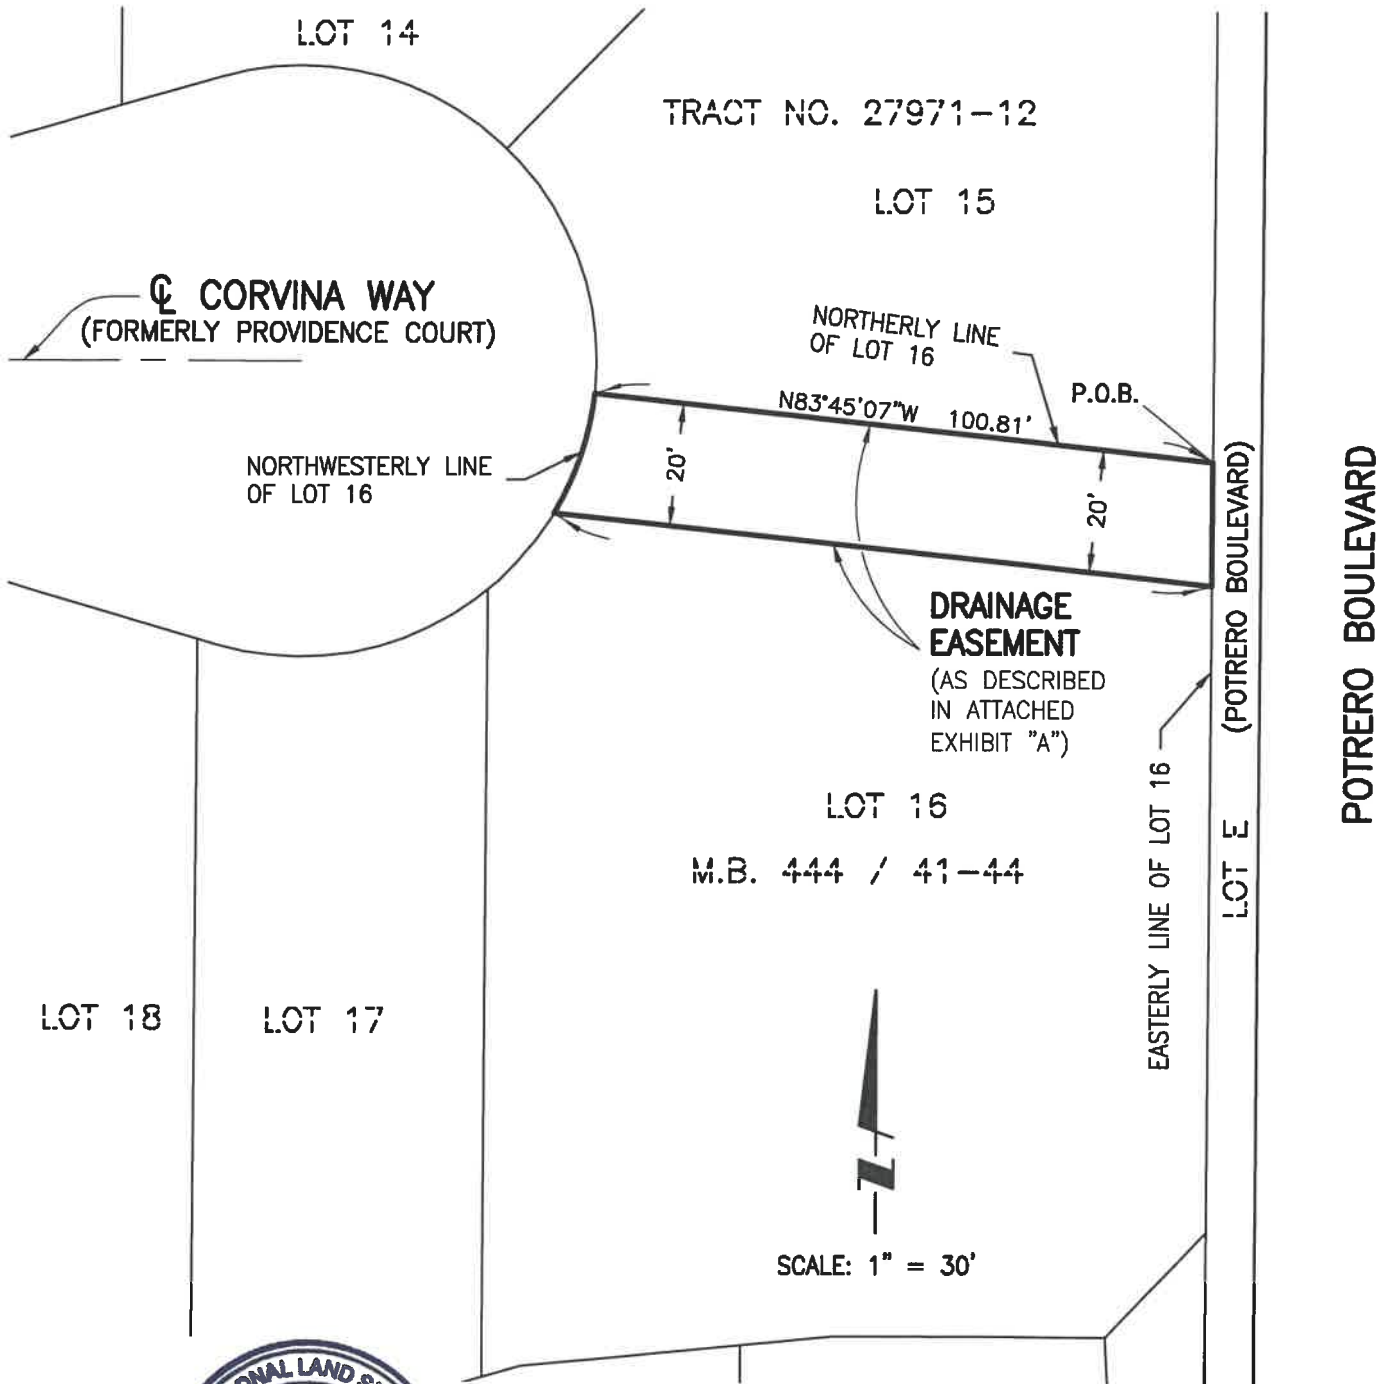 LOT 14
TRACT NO. 27971-12
LOT 15
℄ CORVINA WAY
(FORMERLY PROVIDENCE COURT)
NORTHERLY LINE
OF LOT 16
P.O.B.
N83°45'07"W 100.81'
NORTHWESTERLY LINE
OF LOT 16
20'
20'
DRAINAGE
EASEMENT
(AS DESCRIBED
IN ATTACHED
EXHIBIT "A")
(POTRERO BOULEVARD)
POTRERO BOULEVARD
LOT 16
M.B. 444 / 41-44
EASTERLY LINE OF LOT 16
LOT E
LOT 18
LOT 17
N
SCALE: 1" = 30'
LAND